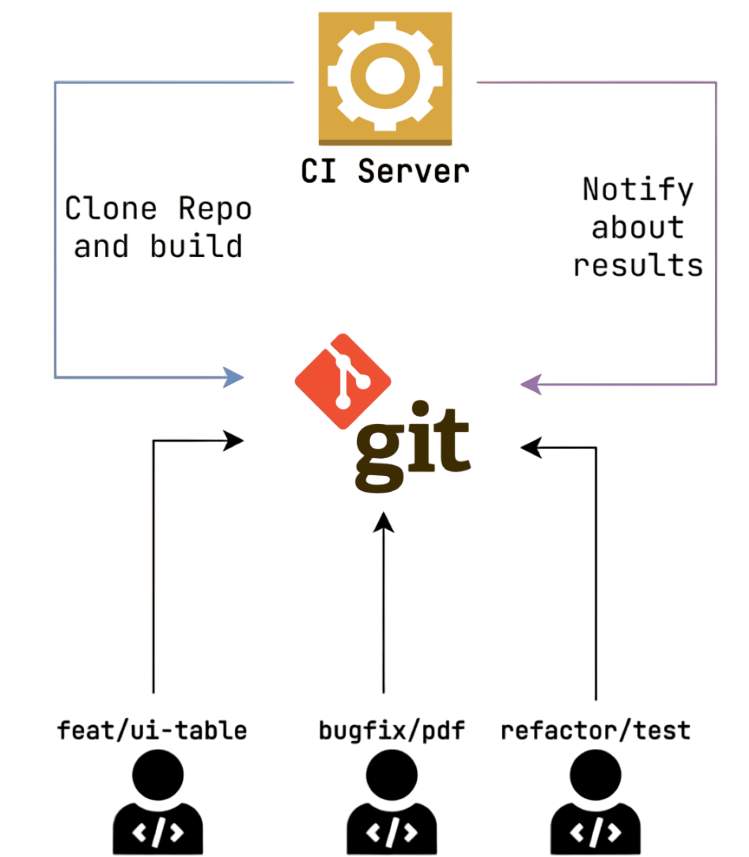 CI Server
Clone Repo
and build
Notify
about
results
git
feat/ui-table
bugfix/pdf
refactor/test
</>
</>
</>